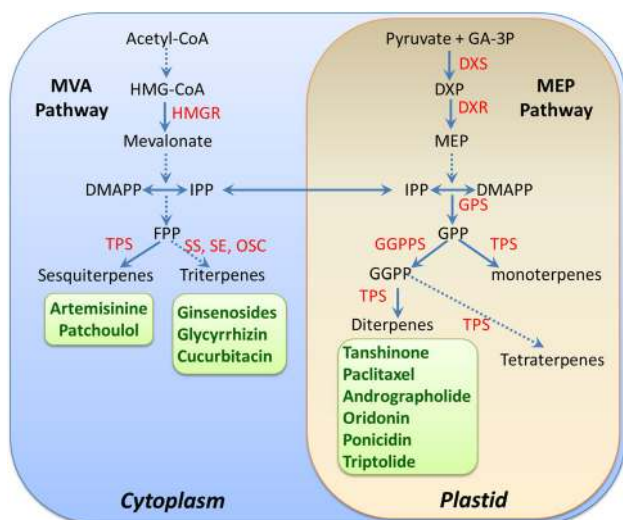 Acetyl-CoA
MVA
Pathway
HMG-CoA
HMGR
Mevalonate
DMAPP IPP
FPP
TPS SS, SE, OSC
Sesquiterpenes Triterpenes
Artemisinine
Patchoulol
Ginsenosides
Glycyrrhizin
Cucurbitacin
Cytoplasm
Pyruvate + GA-3P
DXS
DXP
MEP
Pathway
DXR
MEP
IPP DMAPP
GPS
GPP
GGPPS TPS
GGPP monoterpenes
TPS
Diterpenes
TPS
Tetraterpenes
Tanshinone
Paclitaxel
Andrographolide
Oridonin
Ponicidin
Triptolide
Plastid